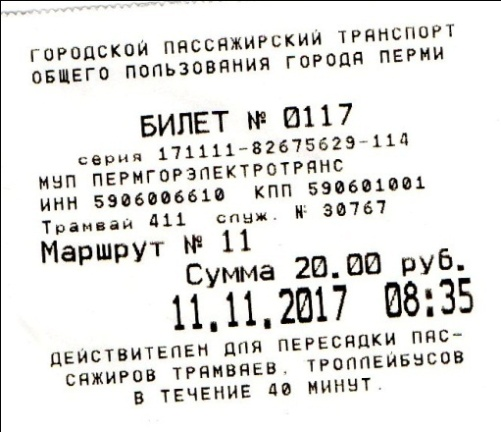 ГОРОДСКОЙ ПАССАЖИРСКИЙ ТРАНСПОРТ
ОБЩЕГО ПОЛЬЗОВАНИЯ ГОРОДА ПЕРМИ
БИЛЕТ № 0117
серия 171111-82675629-114
МУП ПЕРМГОРЭЛЕКТРОТРАНС
ИНН 5906006610 КПП 590601001
Трамвай 411 служ. № 30767
Маршрут № 11
Сумма 20.00 руб.
11.11.2017 08:35
ДЕЙСТВИТЕЛЕН ДЛЯ ПЕРЕСАДКИ ПАС-
САЖИРОВ ТРАМВАЕВ, ТРОЛЛЕЙБУСОВ
В ТЕЧЕНИЕ 40 МИНУТ.